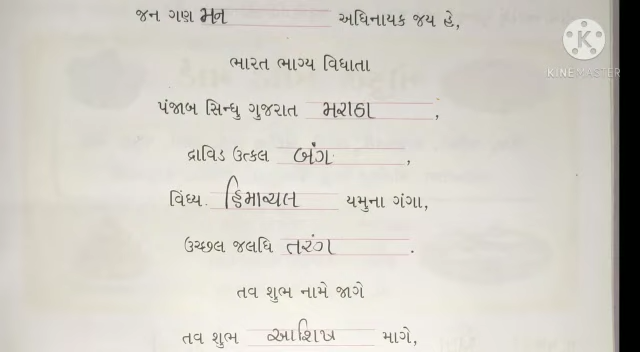 જન ગણ મન અધિનાયક જય હે,
ભારત ભાગ્ય વિધાતા
પંજાબ સિન્ધુ ગુજરાત મરાઠા,
દ્રાવિડ ઉત્કલ બંગ,
વિંધ્ય. હિમાચલ યમુના ગંગા,
ઉચ્છલ જલધિ તરંગ.
તવ શુભ નામે જાગે
તવ શુભ આશિષ માગે,
KINEMASTER